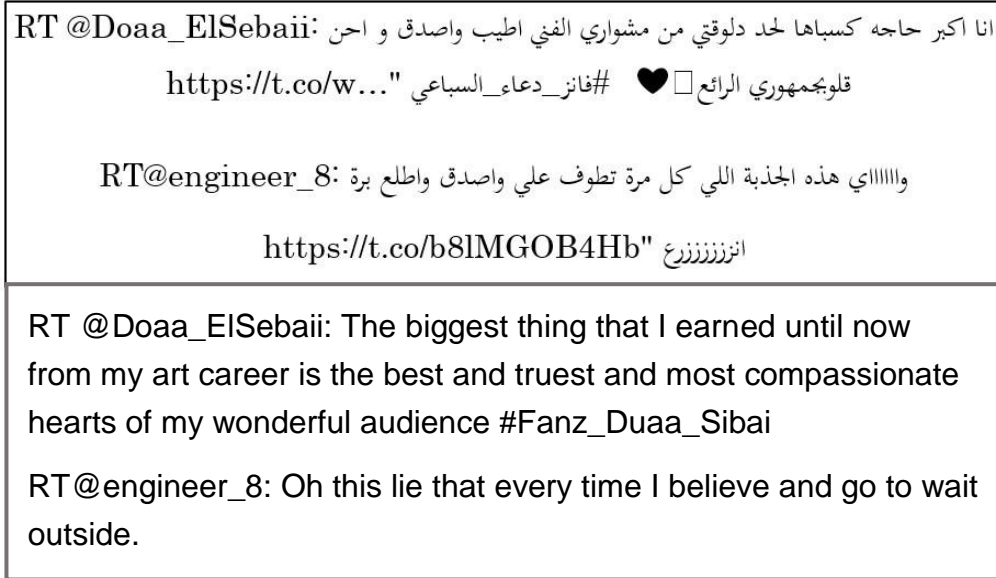 RT @Doaa_ElSebaii: انا اكبر حاجه كسباها لحد دلوقتي من مشواري الفني اطيب واصدق و احن
قلوبجمهوري الرائع□♥ #فانز_دعاء_السباعي "https://t.co/w…
RT@engineer_8: وااااااي هذه الجذبة اللي كل مرة تطوف علي واصدق واطلع برة
انززززززرع "https://t.co/b8lMGOB4Hb
RT @Doaa_ElSebaii: The biggest thing that I earned until now
from my art career is the best and truest and most compassionate
hearts of my wonderful audience #Fanz_Duaa_Sibai
RT@engineer_8: Oh this lie that every time I believe and go to wait
outside.